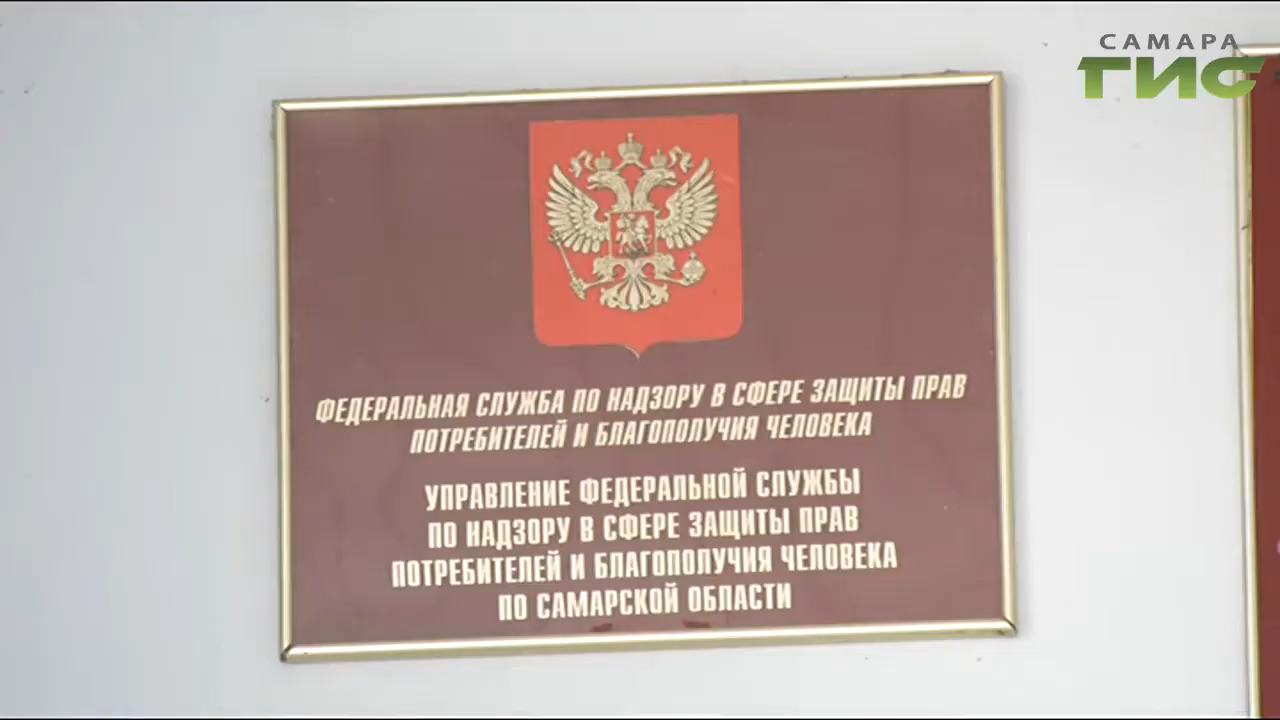 САМАРА
ГИС
ФЕДЕРАЛЬНАЯ СЛУЖБА ПО НАДЗОРУ В СФЕРЕ ЗАЩИТЫ ПРАВ
ПОТРЕБИТЕЛЕЙ И БЛАГОПОЛУЧИЯ ЧЕЛОВЕКА
УПРАВЛЕНИЕ ФЕДЕРАЛЬНОЙ СЛУЖБЫ
ПО НАДЗОРУ В СФЕРЕ ЗАЩИТЫ ПРАВ
ПОТРЕБИТЕЛЕЙ И БЛАГОПОЛУЧИЯ ЧЕЛОВЕКА
ПО САМАРСКОЙ ОБЛАСТИ